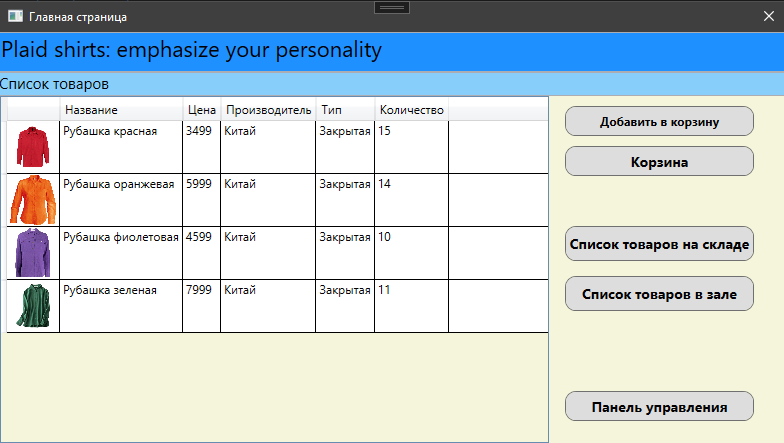 Главная страница
Plaid shirts: emphasize your personality
Список товаров
Название Цена Производитель Тип Количество
Рубашка красная 3499 Китай Закрытая 15
Рубашка оранжевая 5999 Китай Закрытая 14
Рубашка фиолетовая 4599 Китай Закрытая 10
Рубашка зеленая 7999 Китай Закрытая 11
Добавить в корзину
Корзина
Список товаров на складе
Список товаров в зале
Панель управления